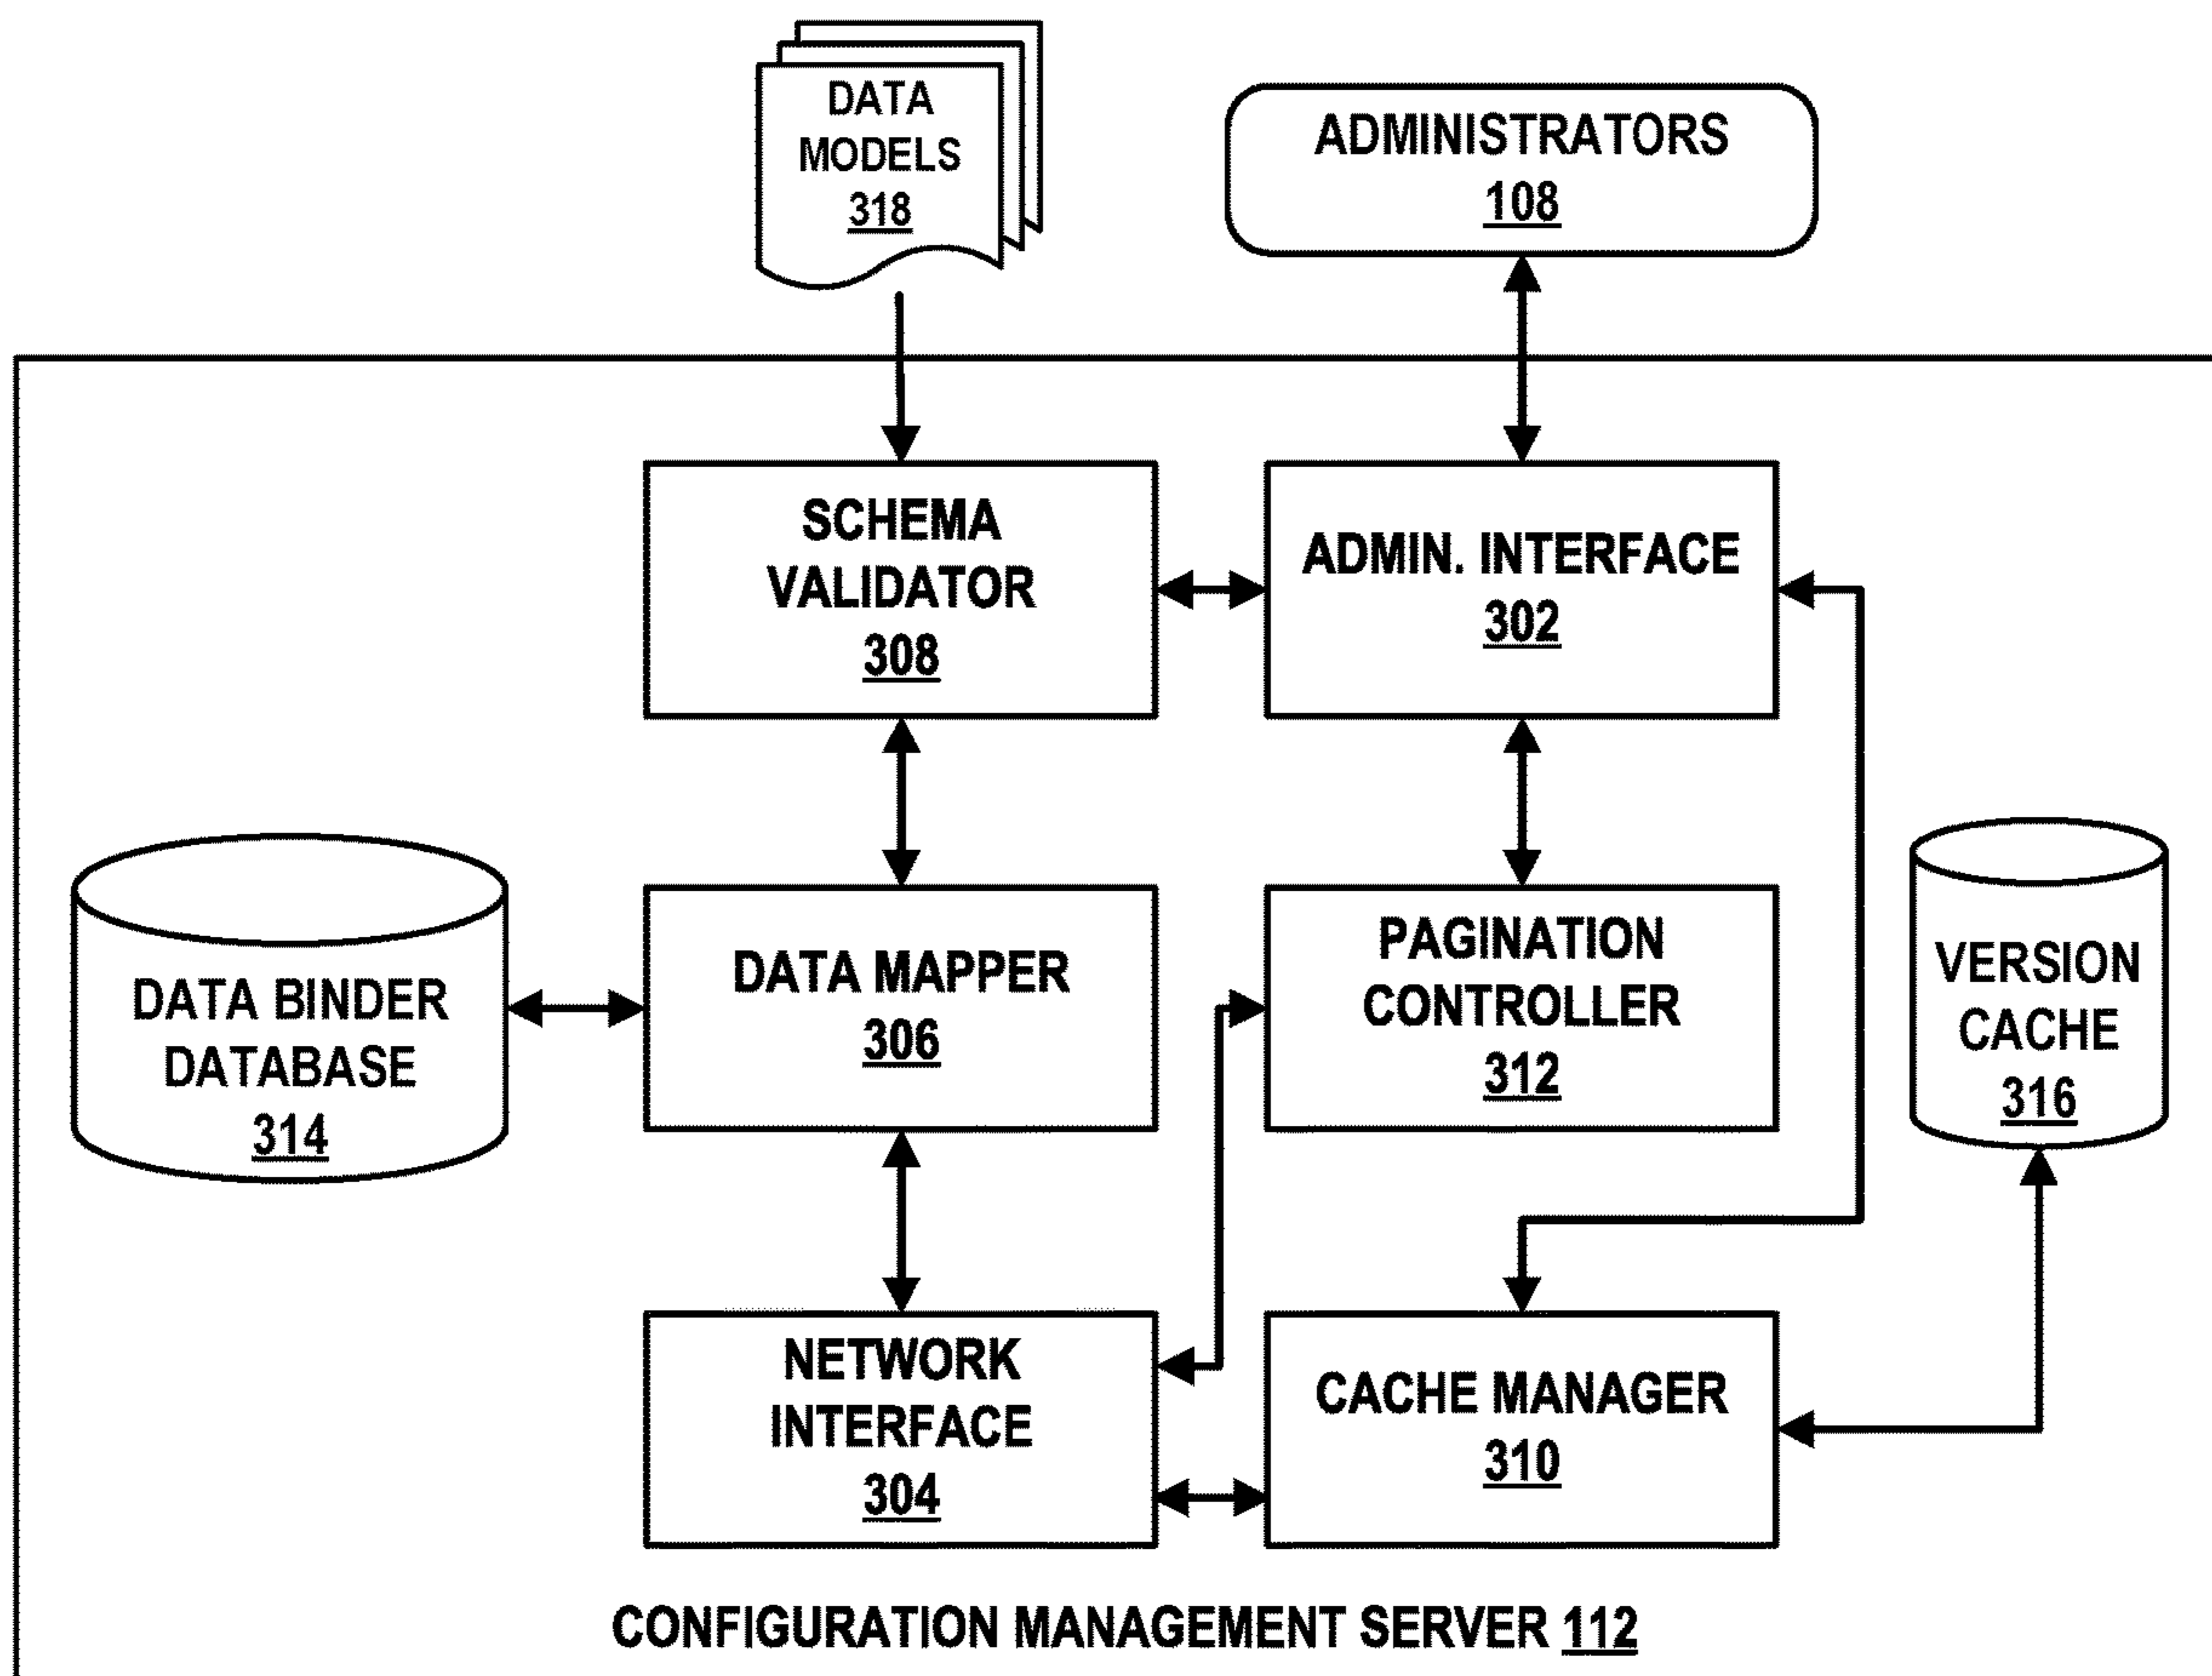 DATA
MODELS
318
ADMINISTRATORS
108
SCHEMA
VALIDATOR
308
ADMIN. INTERFACE
302
DATA BINDER
DATABASE
314
DATA MAPPER
306
PAGINATION
CONTROLLER
312
VERSION
CACHE
316
NETWORK
INTERFACE
304
CACHE MANAGER
310
CONFIGURATION MANAGEMENT SERVER 112